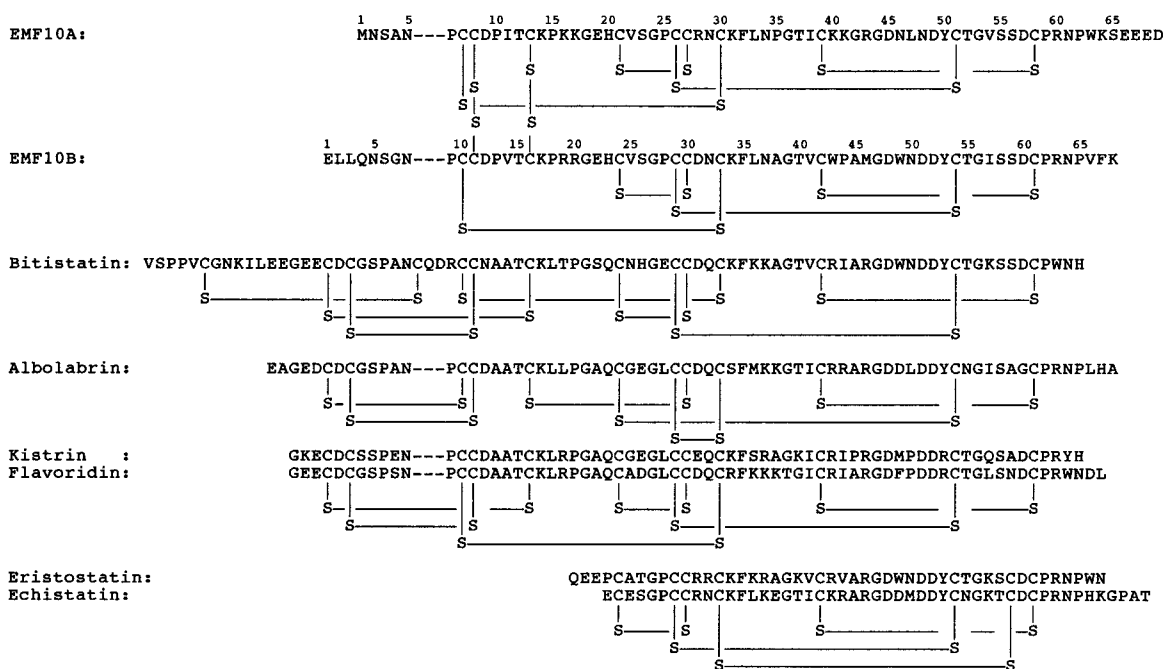 1 5 10 15 20 25 30 35 40 45 50 55 60 65
EMF10A: MNSAN---PCCDPITCKPKKGEHCVSGPCCRNCKFLNPGTICKKGRGDNLNDYCTGVSSDCPRNPWKSEEED
S S S S S
S S S
S S
S S
1 5 10 15 20 25 30 35 40 45 50 55 60 65
EMF10B: ELLQNSGN---PCCDPVTCKPRRGEHCVSGPCCDNCKFLNAGTVCWPAMGDWNDDYCTGISSDCPRNPVFK
S S S S
S S
S S
Bitistatin: VSPPVCGNKILEEGEECDCGSPANCQDRCCNAATCKLTPGSQCNHGECCDQCKFKKAGTVCRIARGDWNDDYCTGKSSDCPWNH
S S S S S S
S S S S
S S S S
Albolabrin: EAGEDCDCGSPAN---PCCDAATCKLLPGAQCGEGLCCDQCSFMKKGTICRRARGDDLDDYCNGISAGCPRNPLHA
S S S S S S
S S S S
S S
Kistrin : GKECDCSSPEN---PCCDAATCKLRPGAQCGEGLCCEQCKFSRAGKICRIPRGDMPDDRCTGQSADCPRYH
Flavoridin: GEECDCGSPSN---PCCDAATCKLRPGAQCADGLCCDQCRFKKKTGICRIARGDFPDDRCTGLSNDCPRWNDL
S S S S S S
S S S S
S S
Eristostatin: QEEPCATGPCCRRCKFKRAGKVCRVARGDWNDDYCTGKSCDCPRNPWN
Echistatin: ECESGPCCRNCKFLKEGTICKRARGDDMDDYCNGKTCDCPRNPHKGPAT
S S S S
S S
S S